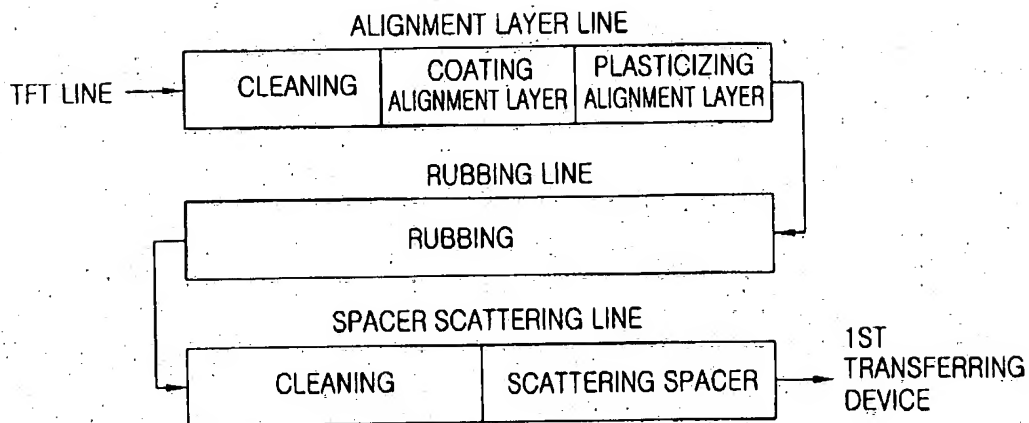 ALIGNMENT LAYER LINE
TFT LINE
CLEANING
COATING
ALIGNMENT LAYER
PLASTICIZING
ALIGNMENT LAYER
RUBBING LINE
RUBBING
SPACER SCATTERING LINE
CLEANING
SCATTERING SPACER
1ST
TRANSFERRING
DEVICE